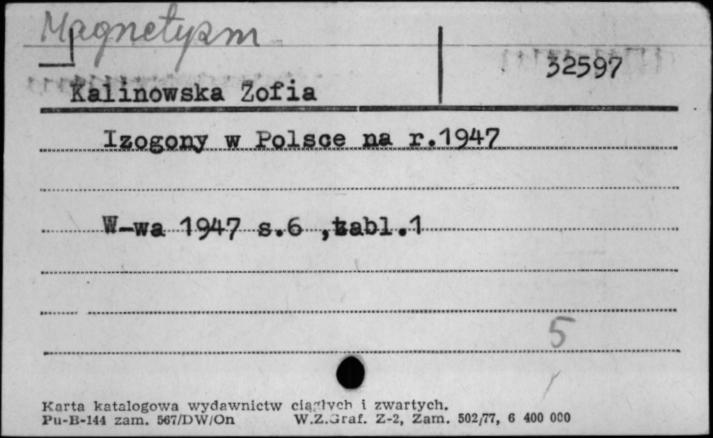 Magnetyzm
32597
Kalinowska Zofia
Izogony w Polsce na r.1947
W-wa 1947 s.6 ,tabl.1
5
Karta katalogowa wydawnictw ciągłych i zwartych.
Pu-B-144 zam. 567/DW/On W.Z.Graf. Z-2, Zam. 502/77, 6 400 000